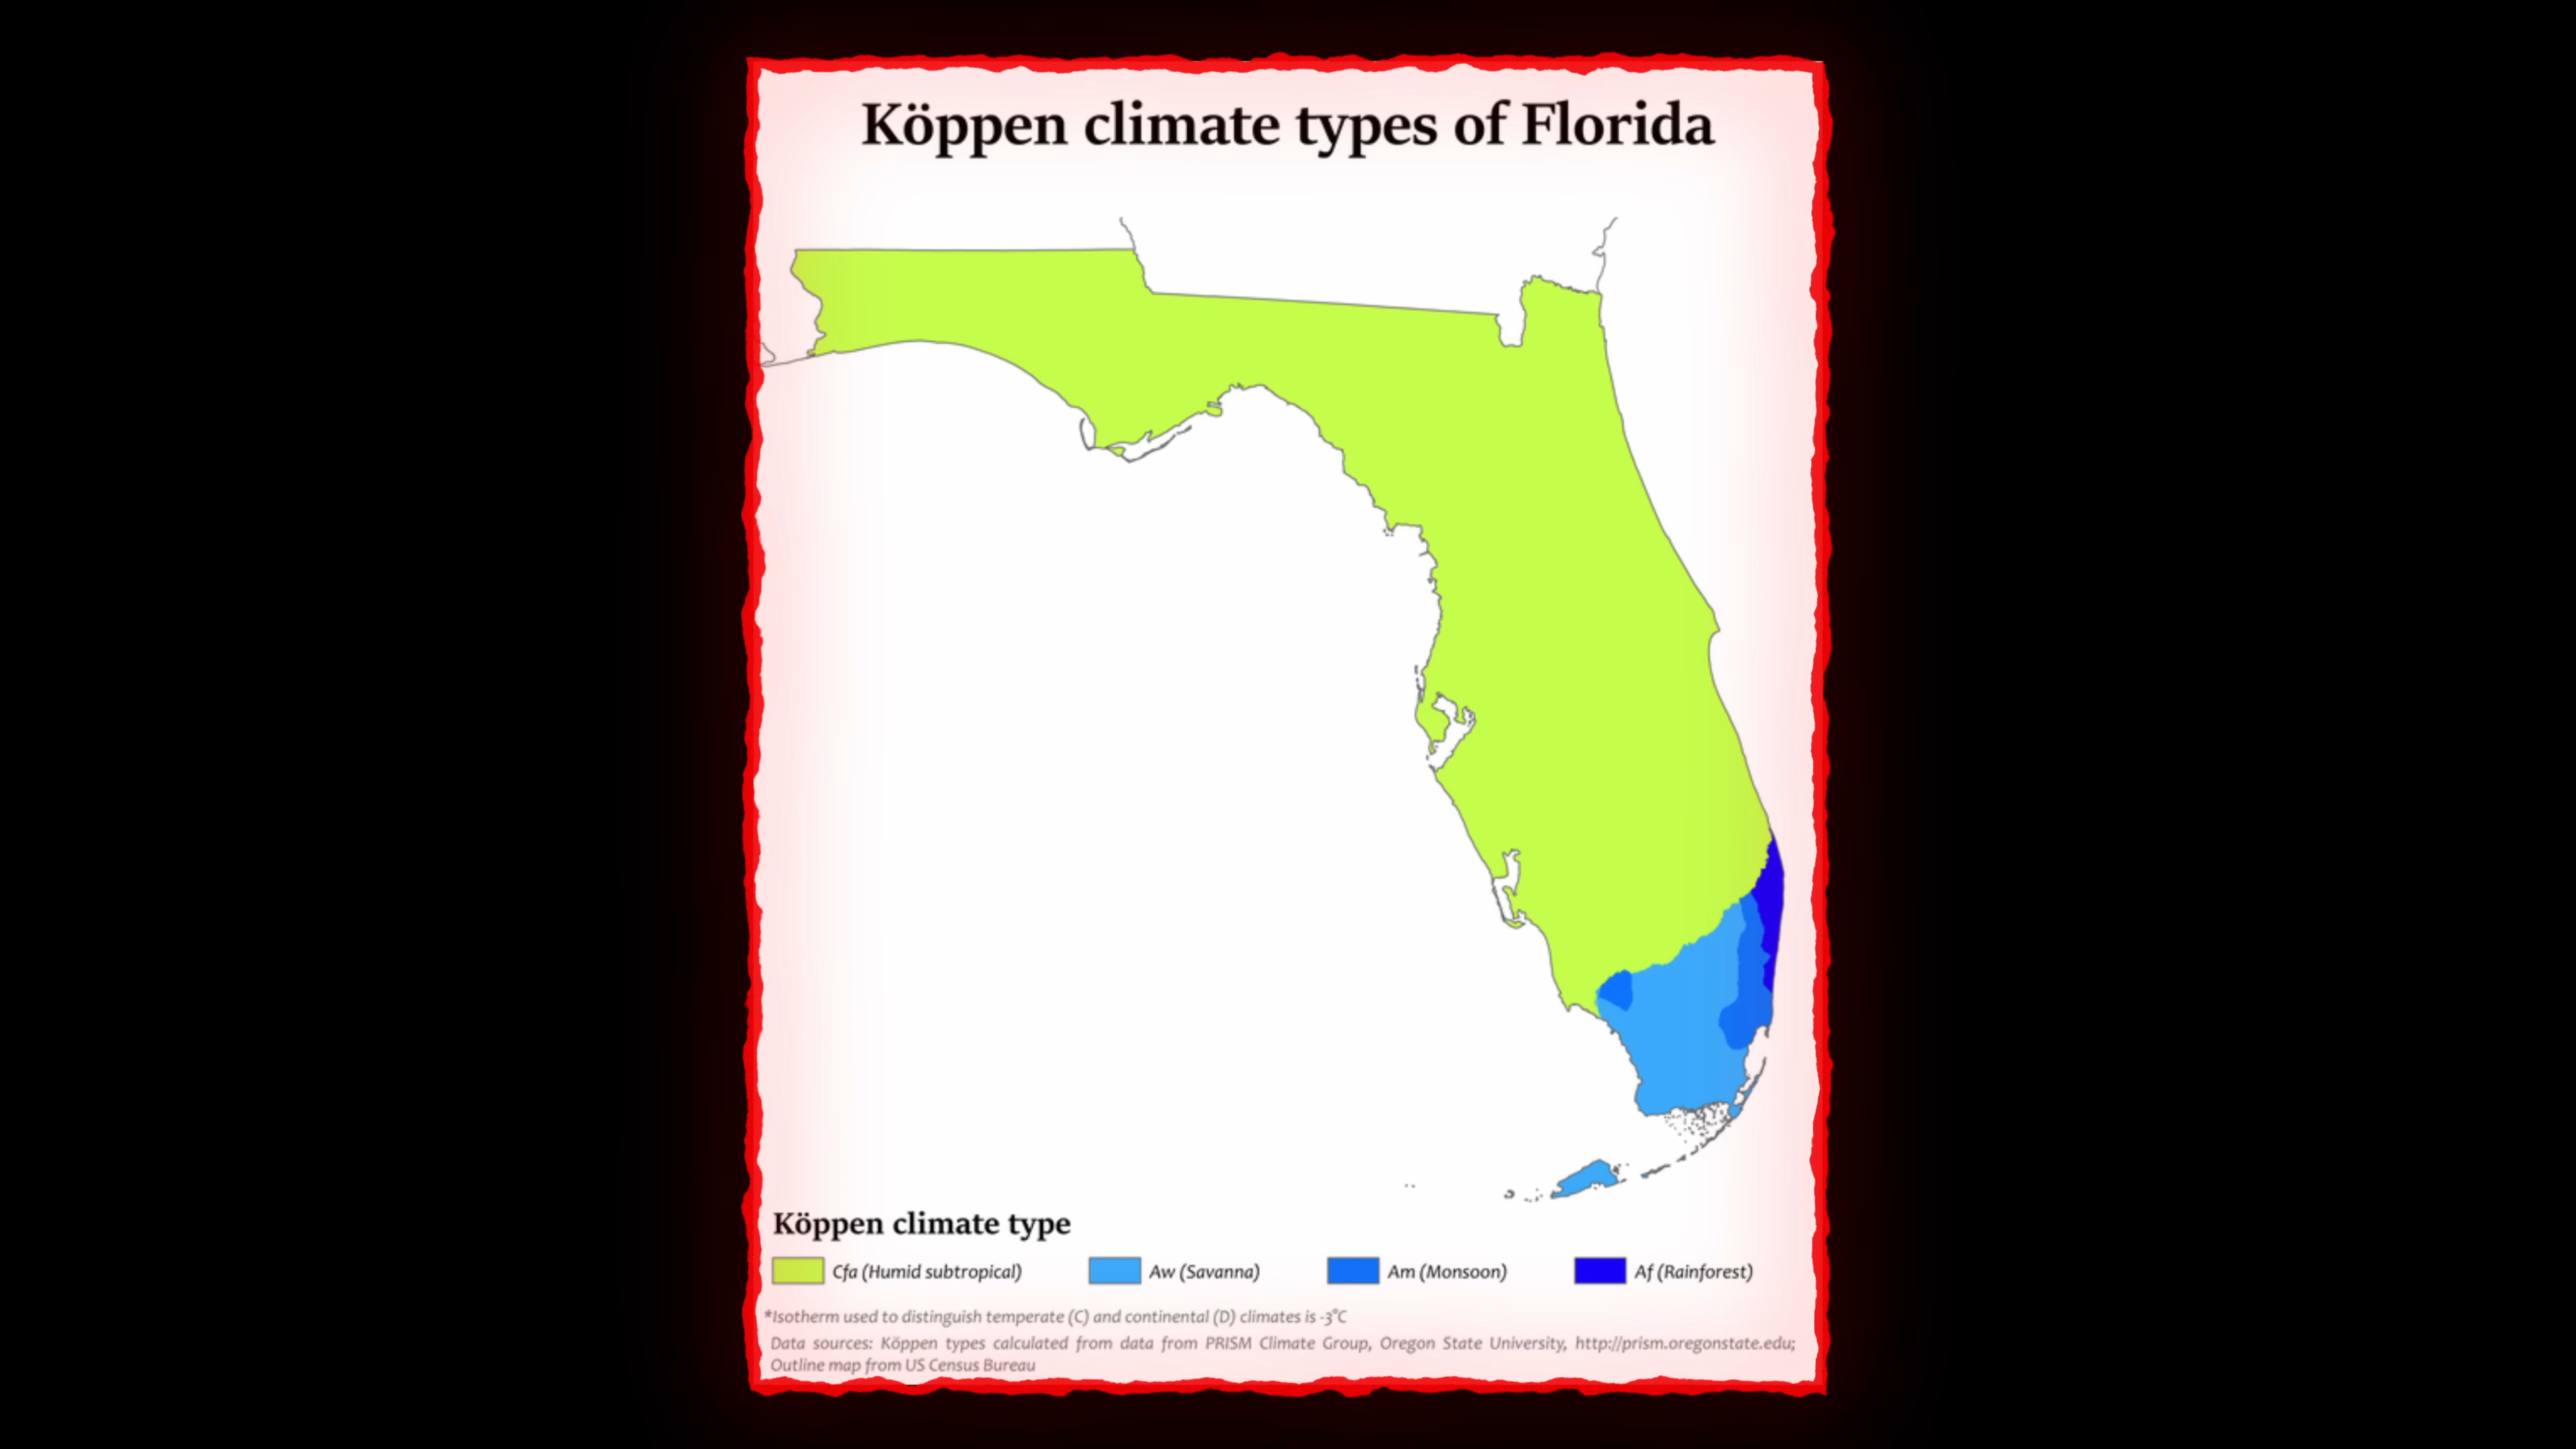 Köppen climate types of Florida
Köppen climate type
Cfa (Humid subtropical)
Aw (Savanna)
Am (Monsoon)
Af (Rainforest)
*Isotherm used to distinguish temperate (C) and continental (D) climates is -3°C
Data sources: Köppen types calculated from data from PRISM Climate Group, Oregon State University, http://prism.oregonstate.edu;
Outline map from US Census Bureau